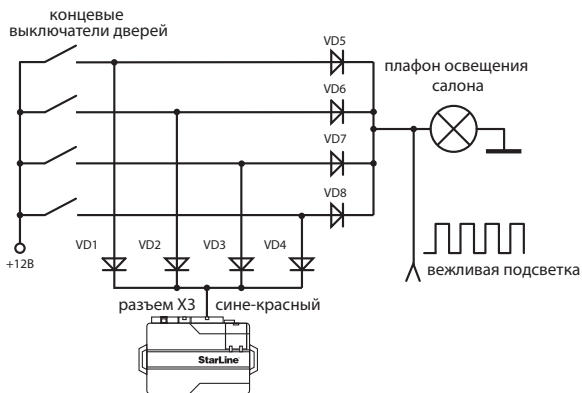 концевые
выключатели дверей
VD5
плафон освещения
салона
VD6
VD7
VD8
VD1
VD2
VD3
VD4
+12В
вежливая подсветка
разъем Х3
сине-красный
StarLine